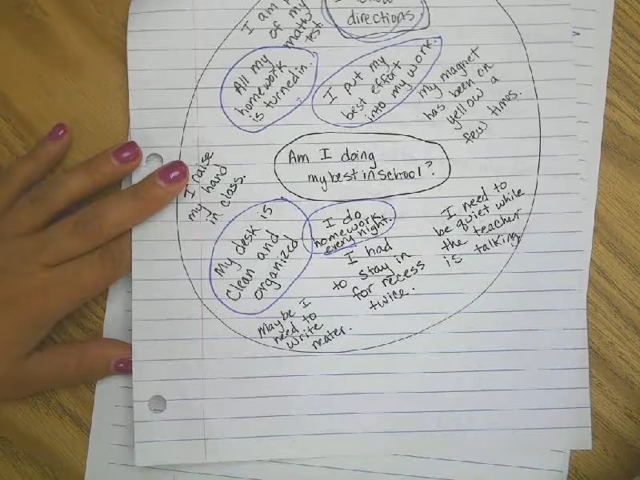 I am
of my
math
tst.
directions
All my
homework
is turned in.
I put my
best effort
into my work.
my magnet
has been on
yellow a
few times.
Am I doing
my best in school?
I raise
my hand
in class.
My desk is
Clean and
organized
I do
homework
every night.
I had
to stay in
for recess
twice.
I need to
be quiet while
the teacher
is talking
Maybe I
need to
write
mater.